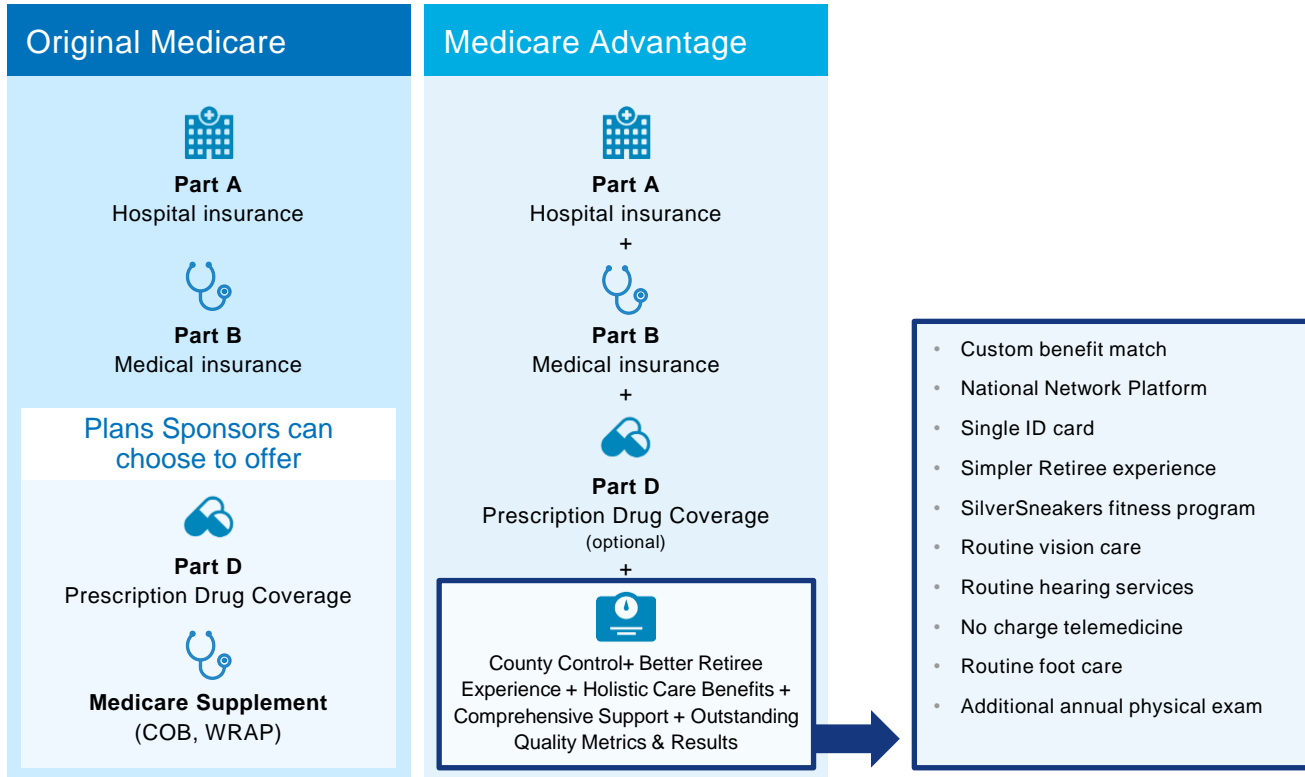 Original Medicare
Part A
Hospital insurance
Part B
Medical insurance
Plans Sponsors can
choose to offer
Part D
Prescription Drug Coverage
Medicare Supplement
(COB, WRAP)
Medicare Advantage
Part A
Hospital insurance
+
Part B
Medical insurance
+
Part D
Prescription Drug Coverage
(optional)
+
County Control+ Better Retiree
Experience + Holistic Care Benefits +
Comprehensive Support + Outstanding
Quality Metrics & Results
• Custom benefit match
• National Network Platform
• Single ID card
• Simpler Retiree experience
• SilverSneakers fitness program
• Routine vision care
• Routine hearing services
• No charge telemedicine
• Routine foot care
• Additional annual physical exam